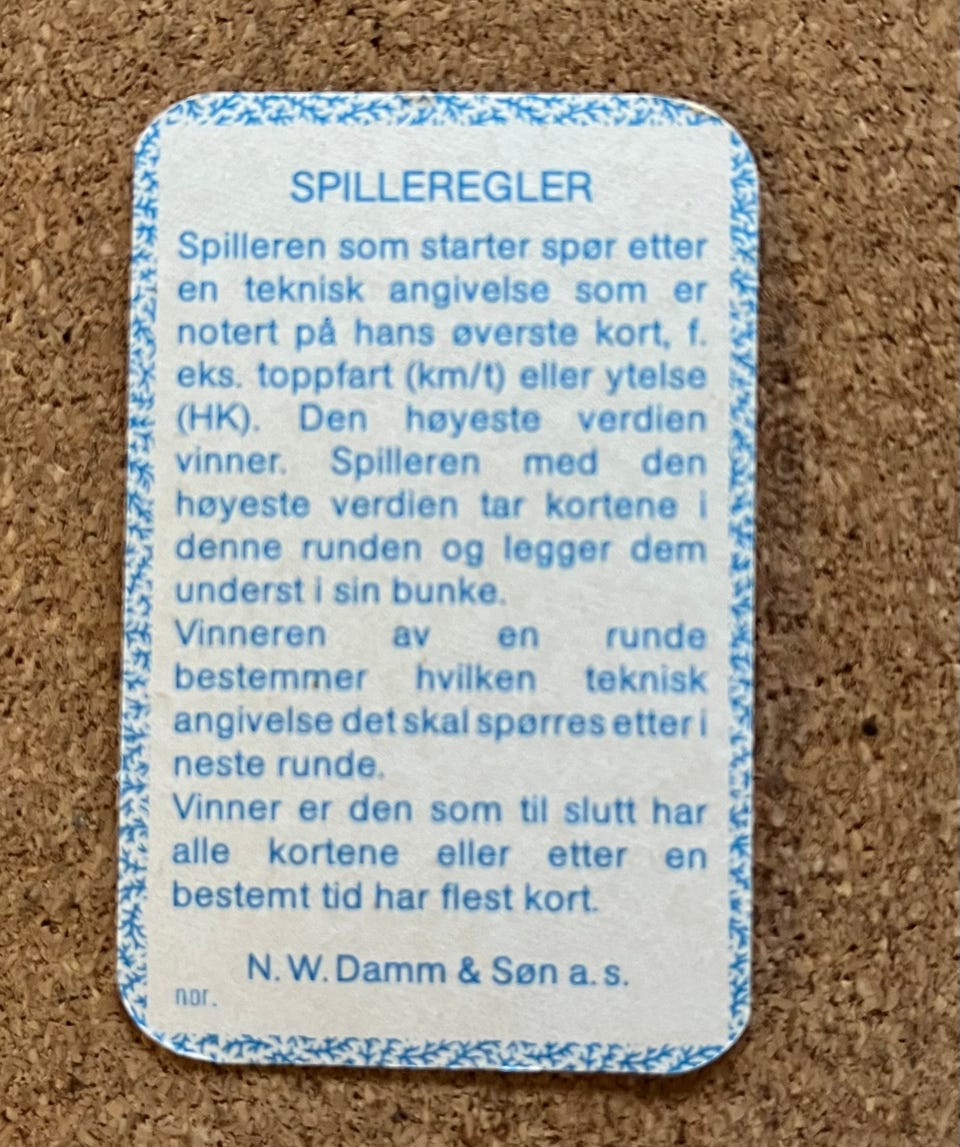 SPILLEREGLER
Spilleren som starter spør etter
en teknisk angivelse som er
notert på hans øverste kort, f.
eks. toppfart (km/t) eller ytelse
(HK). Den høyeste verdien
vinner. Spilleren med den
høyeste verdien tar kortene i
denne runden og legger dem
underst i sin bunke.
Vinneren av en runde
bestemmer hvilken teknisk
angivelse det skal spørres etter i
neste runde.
Vinner er den som til slutt har
alle kortene eller etter en
bestemt tid har flest kort.
N. W. Damm & Søn a. s.
nor.